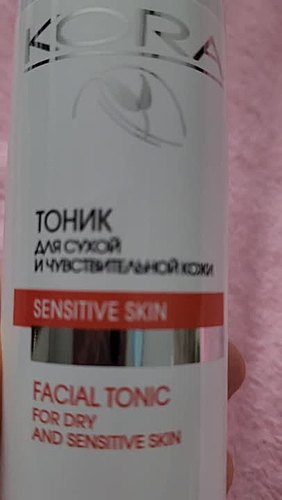 KORA
ТОНИК
ДЛЯ СУХОЙ
И ЧУВСТВИТЕЛЬНОЙ КОЖИ
SENSITIVE SKIN
FACIAL TONIC
FOR DRY
AND SENSITIVE SKIN